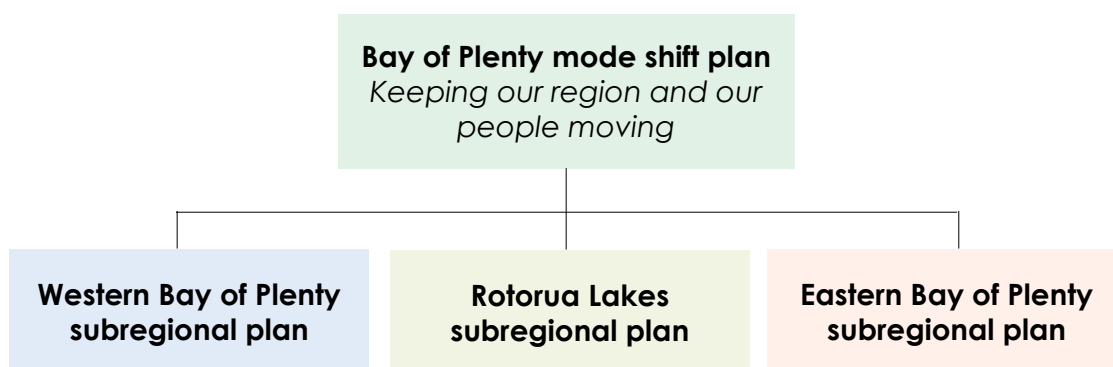 Bay of Plenty mode shift plan
Keeping our region and our
people moving
Western Bay of Plenty
subregional plan
Rotorua Lakes
subregional plan
Eastern Bay of Plenty
subregional plan